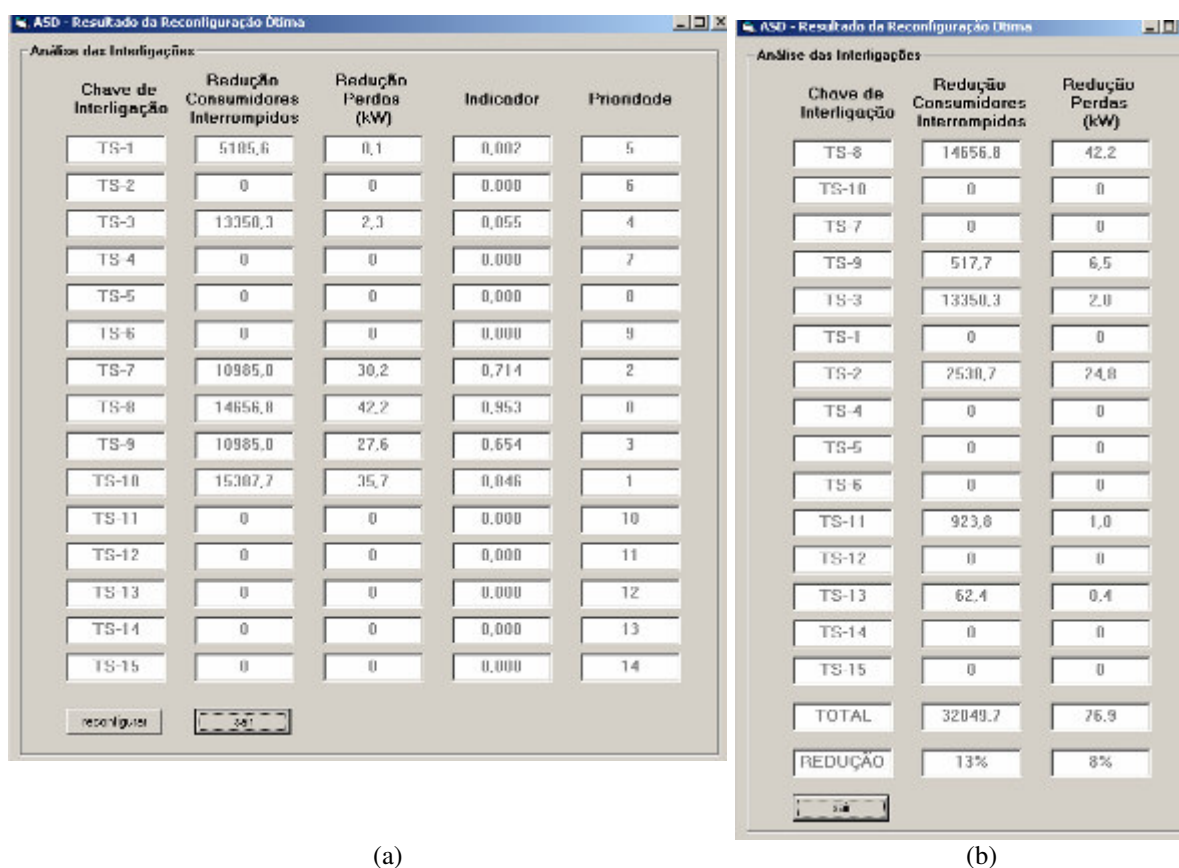 ASD - Resultado da Reconfiguração Ótima
Análise das Interligações
Chave de Interligação Redução Consumidores Interrompidos Redução Perdas (kW) Indicador Prioridade
TS-1 5185,6 0,1 0,002 5
TS-2 0 0 0.000 6
TS-3 13350,3 2,3 0,055 4
TS-4 0 0 0.000 7
TS-5 0 0 0,000 8
TS-6 0 0 0.000 9
TS-7 10985,0 30,2 0,714 2
TS-8 14656,8 42,2 0,953 0
TS-9 10985,0 27,6 0,654 3
TS-10 15387,7 35,7 0,846 1
TS-11 0 0 0.000 10
TS-12 0 0 0,000 11
TS-13 0 0 0.000 12
TS-14 0 0 0,000 13
TS-15 0 0 0.000 14
reconfigurar sair
(a)
ASD - Resultado da Reconfiguração Ótima
Análise das Interligações
Chave de Interligação Redução Consumidores Interrompidos Redução Perdas (kW)
TS-8 14656.8 42.2
TS-10 0 0
TS-7 0 0
TS-9 517,7 6,5
TS-3 13350,3 2,0
TS-1 0 0
TS-2 2538,7 24,8
TS-4 0 0
TS-5 0 0
TS-6 0 0
TS-11 923,8 1,0
TS-12 0 0
TS-13 62,4 0,4
TS-14 0 0
TS-15 0 0
TOTAL 32049.7 76.9
REDUÇÃO 13% 8%
sair
(b)